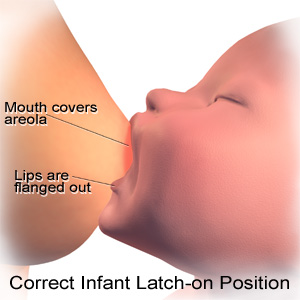 Mouth covers
areola
Lips are
flanged out
Correct Infant Latch-on Position